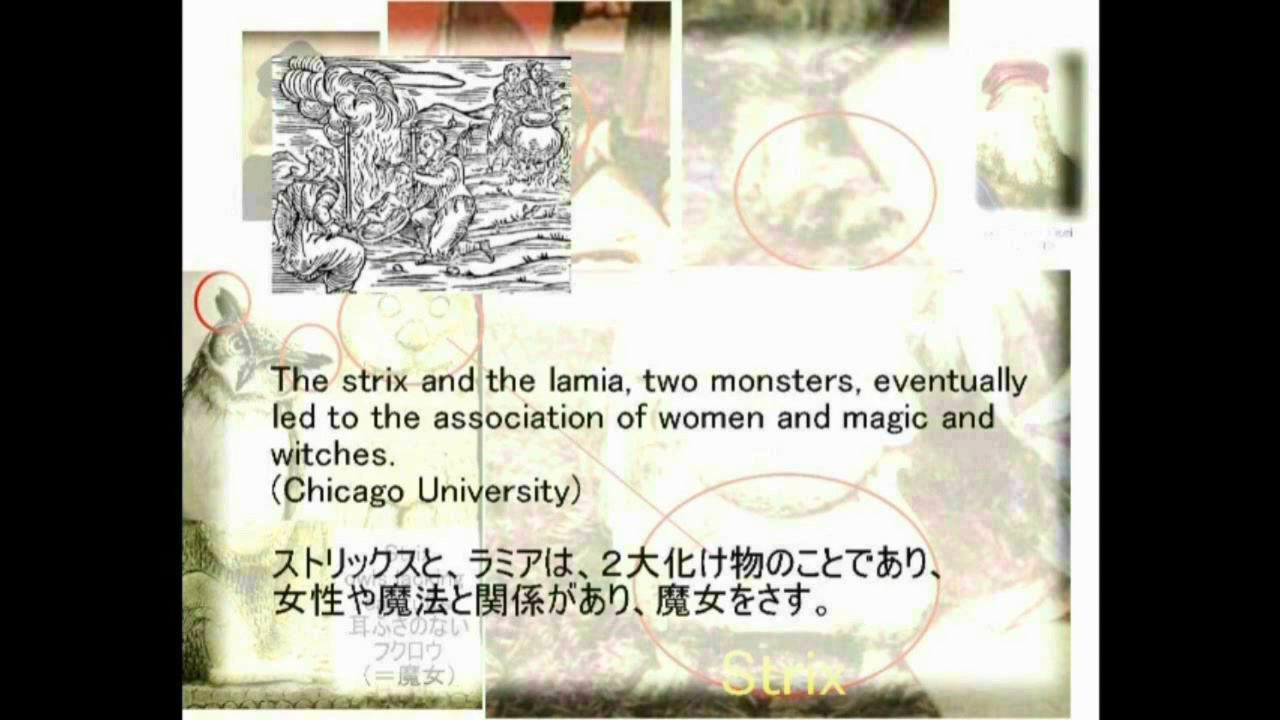 The strix and the lamia, two monsters, eventually
led to the association of women and magic and
witches.
(Chicago University)
ストリックスと、ラミアは、２大化け物のことであり、
女性や魔法と関係があり、魔女をさす。
耳ふさのない
フクロウ
（＝魔女）
Strix